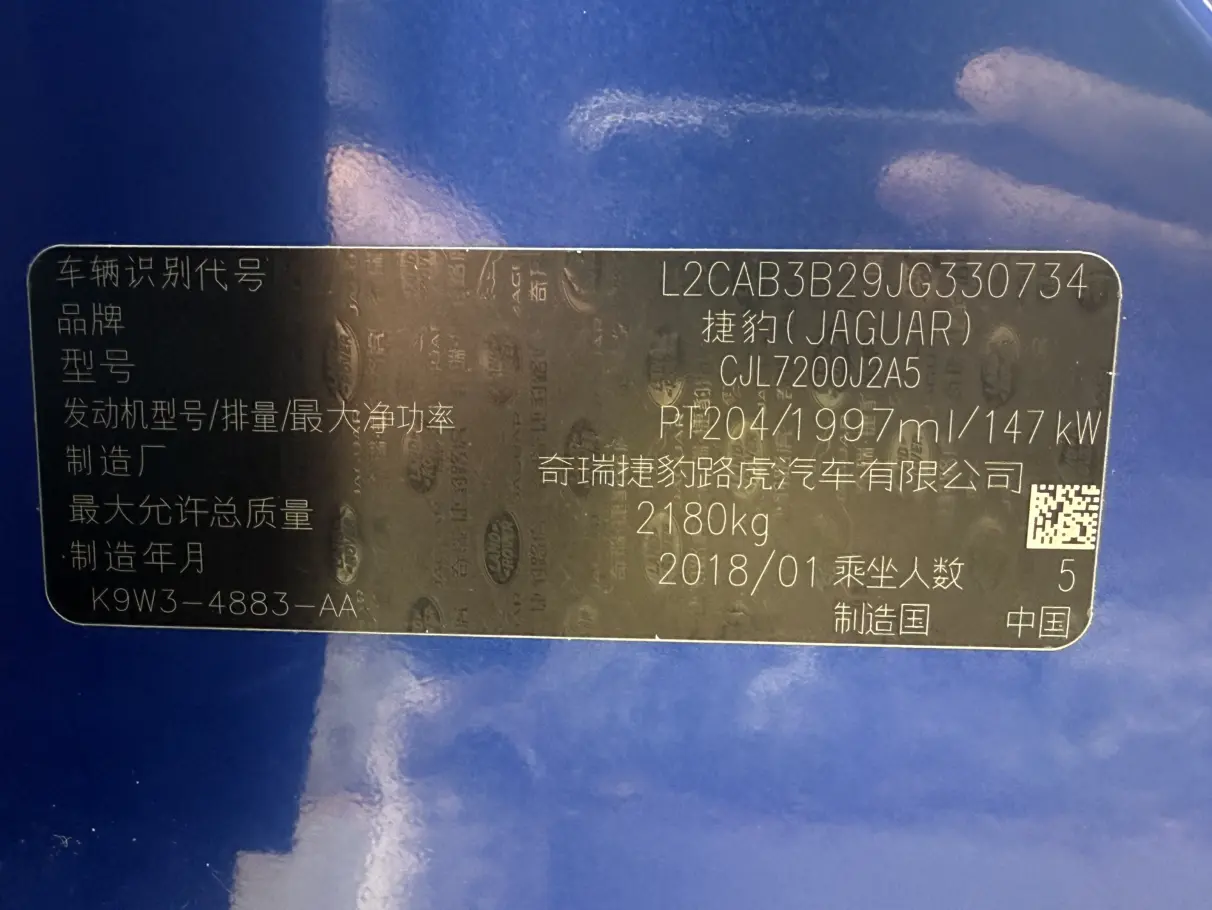 车辆识别代号 L2CAB3B29JG330734
品牌 捷豹(JAGUAR)
型号 CJL7200J2A5
发动机型号/排量/最大净功率 PT204/1997ml/147kW
制造厂 奇瑞捷豹路虎汽车有限公司
最大允许总质量 2180kg
制造年月 2018/01 乘坐人数 5
K9W3-4883-AA 制造国 中国